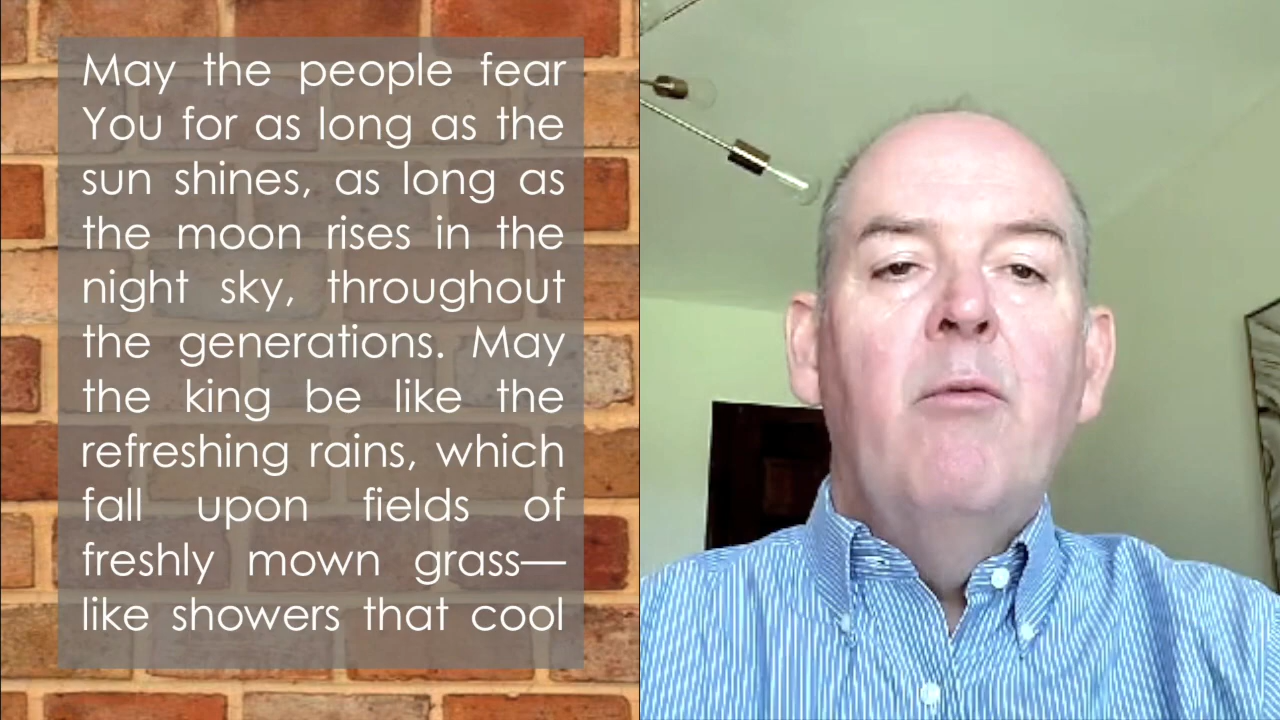 May the people fear
You for as long as the
sun shines, as long as
the moon rises in the
night sky, throughout
the generations. May
the king be like the
refreshing rains, which
fall upon fields of
freshly mown grass—
like showers that cool